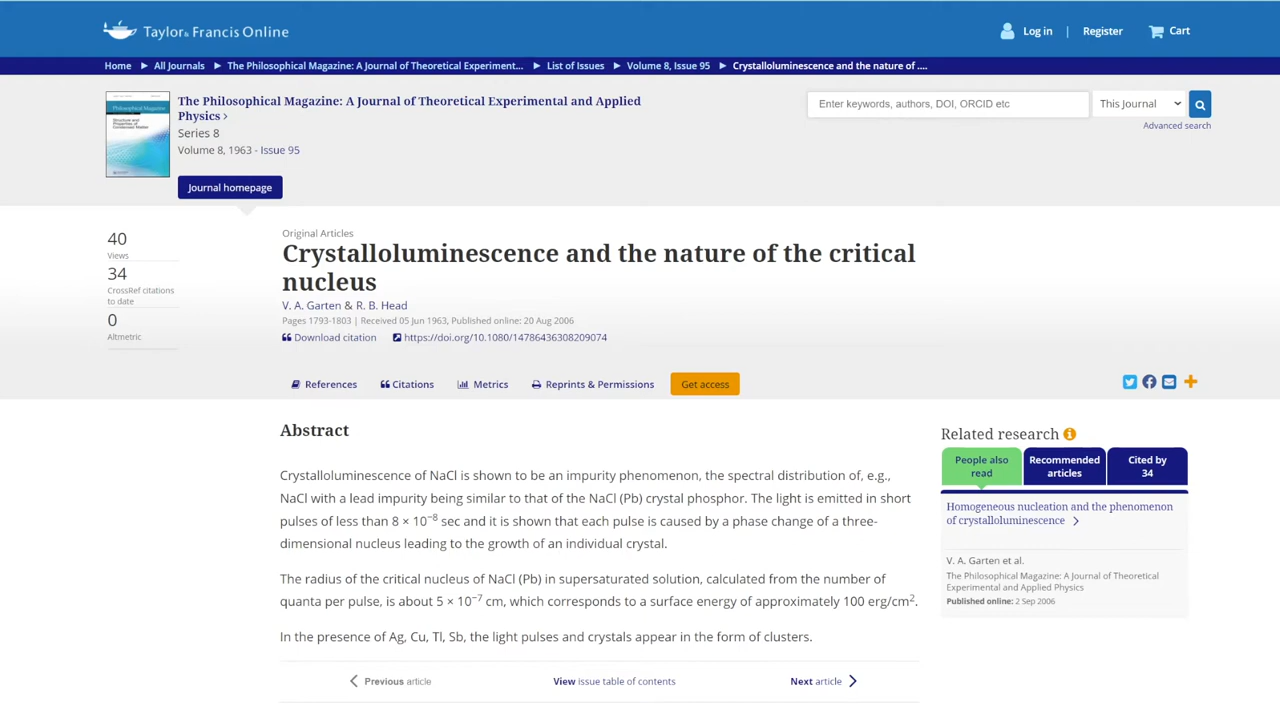 Taylor & Francis Online
Log in | Register Cart
Home ▶ All Journals ▶ The Philosophical Magazine: A Journal of Theoretical Experiment... ▶ List of Issues ▶ Volume 8, Issue 95 ▶ Crystalloluminescence and the nature of ....
The Philosophical Magazine: A Journal of Theoretical Experimental and Applied
Physics ›
Series 8
Volume 8, 1963 - Issue 95
Journal homepage
Enter keywords, authors, DOI, ORCID etc
This Journal
Advanced search
Philosophical Magazine
40
Views
34
CrossRef citations
to date
0
Altmetric
Original Articles
Crystalloluminescence and the nature of the critical
nucleus
V. A. Garten & R. B. Head
Pages 1793-1803 | Received 05 Jun 1963, Published online: 20 Aug 2006
Download citation https://doi.org/10.1080/14786436308209074
References Citations Metrics Reprints & Permissions Get access
Abstract
Crystalloluminescence of NaCl is shown to be an impurity phenomenon, the spectral distribution of, e.g.,
NaCl with a lead impurity being similar to that of the NaCl (Pb) crystal phosphor. The light is emitted in short
pulses of less than 8 × 10⁻⁸ sec and it is shown that each pulse is caused by a phase change of a three-
dimensional nucleus leading to the growth of an individual crystal.
The radius of the critical nucleus of NaCl (Pb) in supersaturated solution, calculated from the number of
quanta per pulse, is about 5 × 10⁻⁷ cm, which corresponds to a surface energy of approximately 100 erg/cm².
In the presence of Ag, Cu, Tl, Sb, the light pulses and crystals appear in the form of clusters.
Previous article View issue table of contents Next article
Related research
People also
read
Recommended
articles
Cited by
34
Homogeneous nucleation and the phenomenon
of crystalloluminescence
V. A. Garten et al.
The Philosophical Magazine: A Journal of Theoretical
Experimental and Applied Physics
Published online: 2 Sep 2006